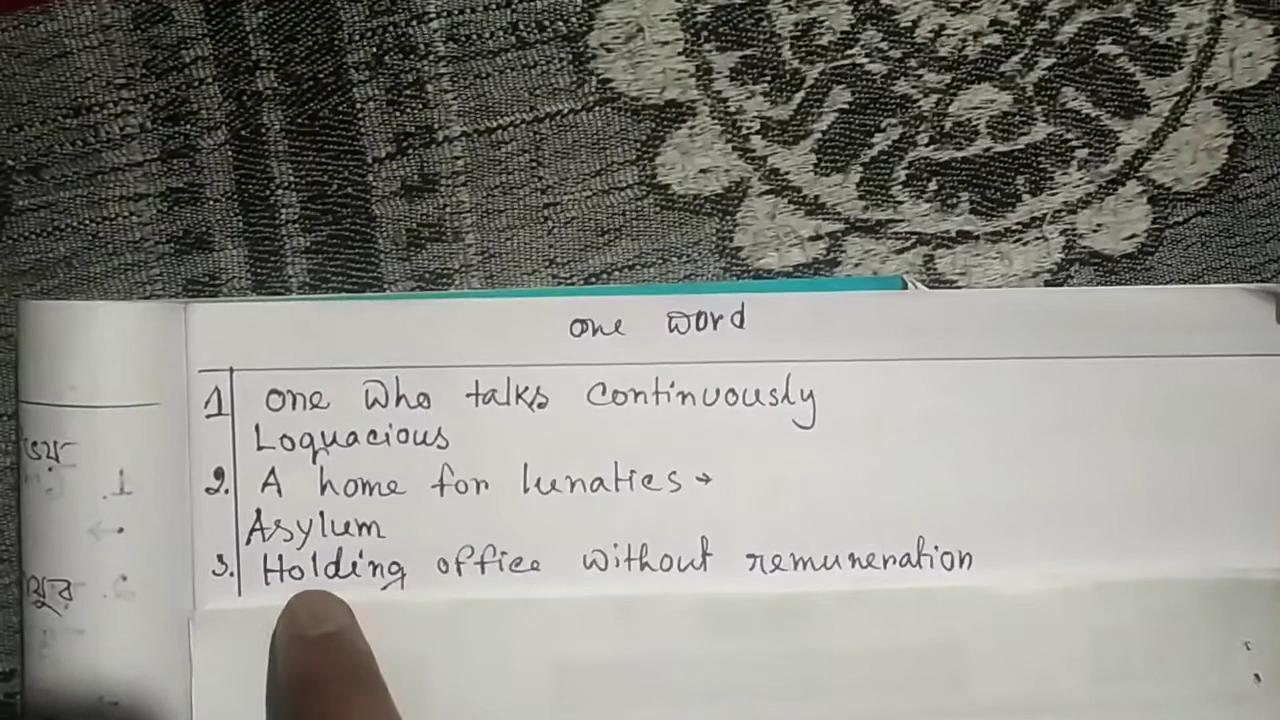 one word
1 one who talks continuously
Loquacious
2. A home for lunatics →
Asylum
3. Holding office without remuneration